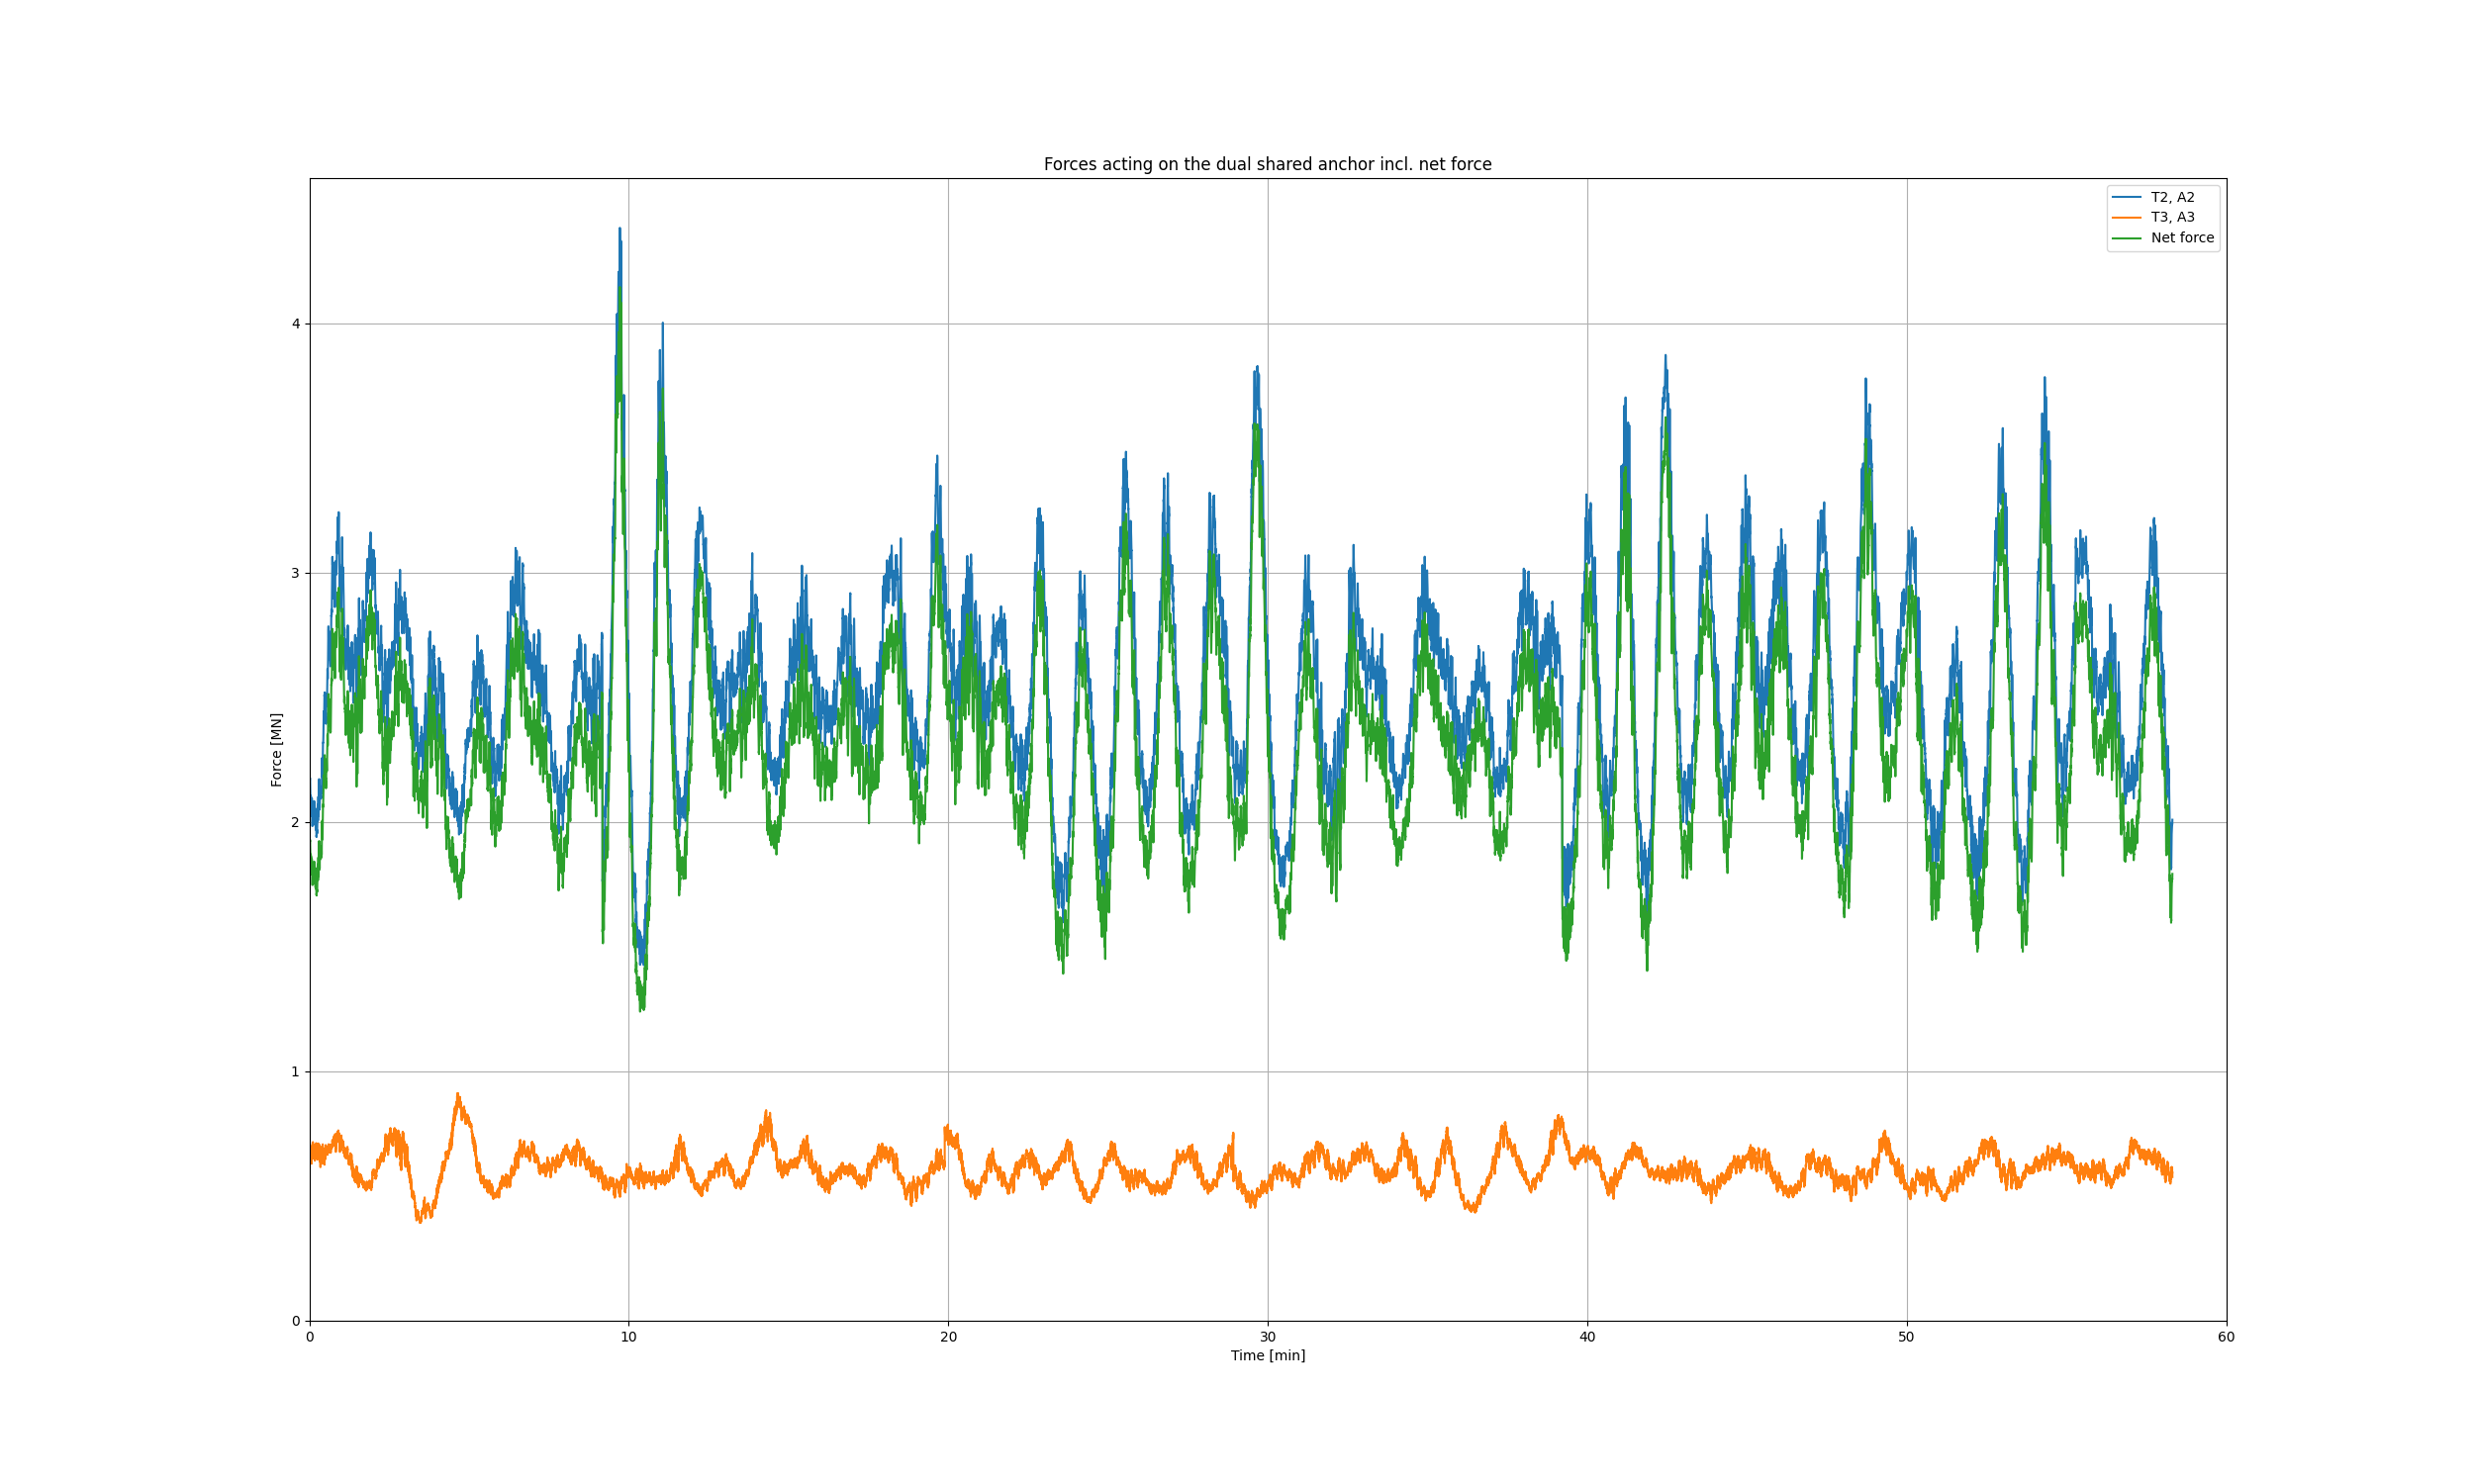 Forces acting on the dual shared anchor incl. net force
T2, A2
T3, A3
Net force
Force [MN]
4
3
2
1
0
0 10 20 30 40 50 60
Time [min]